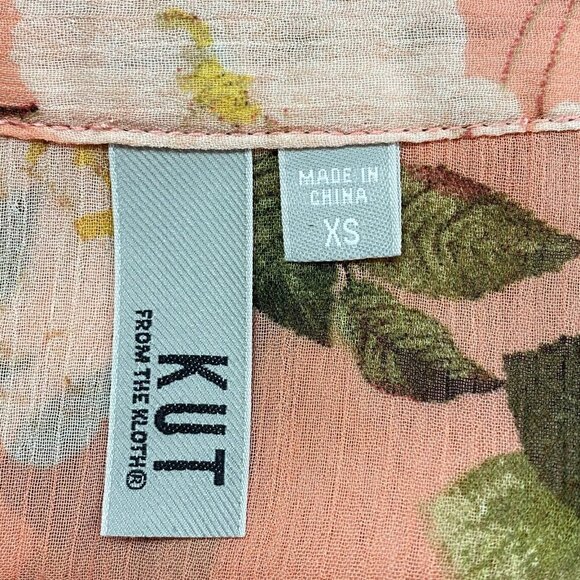 KUT
FROM THE KLOTH®
MADE IN
CHINA
XS